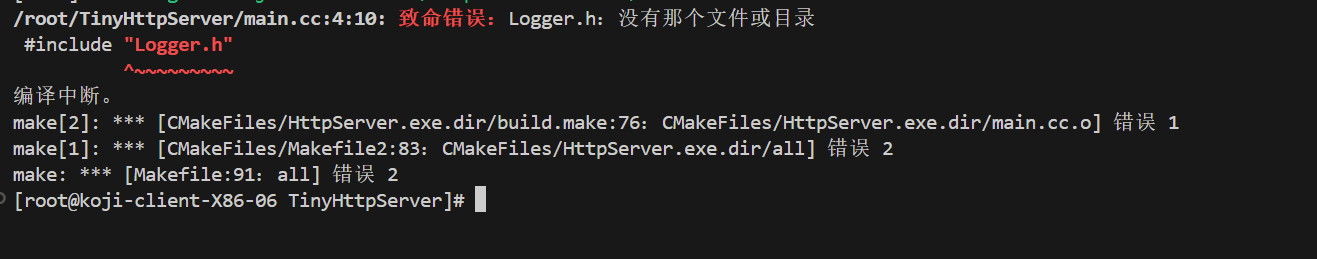 /root/TinyHttpServer/main.cc:4:10: 致命错误：Logger.h：没有那个文件或目录
#include "Logger.h"
^~~~~~~~~~
编译中断。
make[2]: *** [CMakeFiles/HttpServer.exe.dir/build.make:76：CMakeFiles/HttpServer.exe.dir/main.cc.o] 错误 1
make[1]: *** [CMakeFiles/Makefile2:83：CMakeFiles/HttpServer.exe.dir/all] 错误 2
make: *** [Makefile:91：all] 错误 2
[root@koji-client-X86-06 TinyHttpServer]#